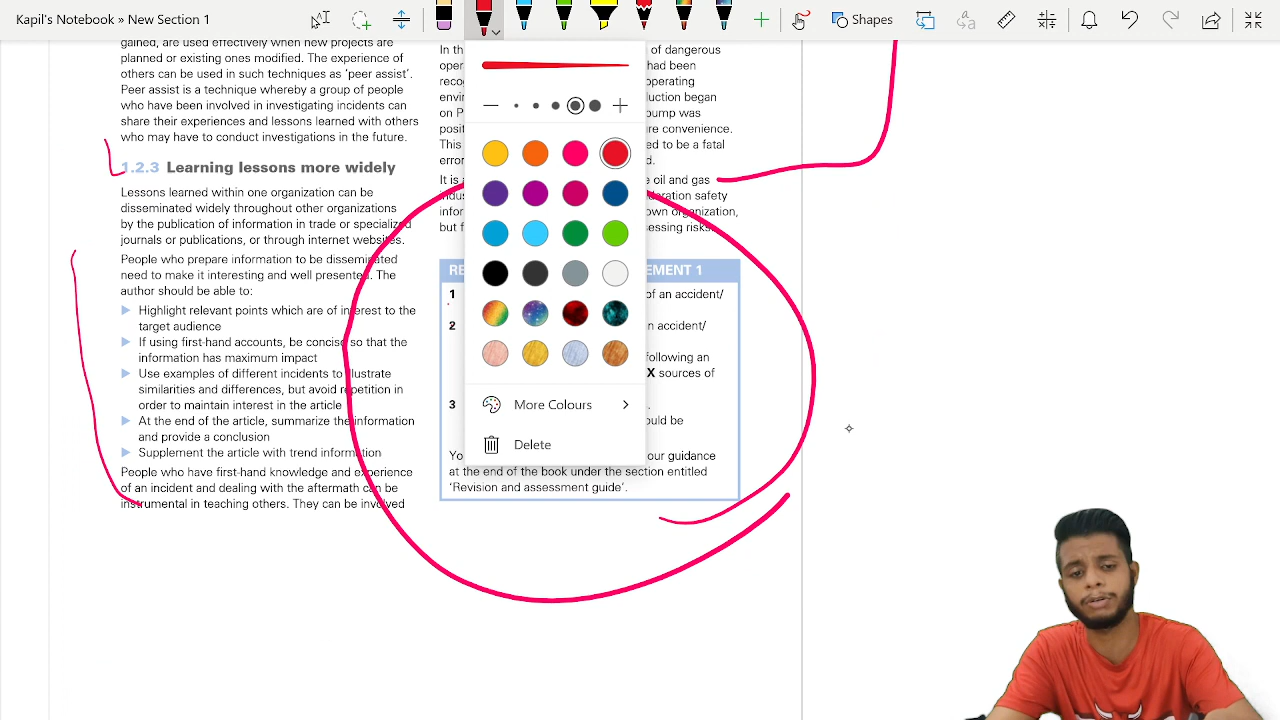 Kapil's Notebook » New Section 1
Shapes
gained, are used effectively when new projects are
planned or existing ones modified. The experience of
others can be used in such techniques as 'peer assist'.
Peer assist is a technique whereby a group of people
who have been involved in investigating incidents can
share their experiences and lessons learned with others
who may have to conduct investigations in the future.
1.2.3 Learning lessons more widely
Lessons learned within one organization can be
disseminated widely throughout other organizations
by the publication of information in trade or specialized
journals or publications, or through internet websites.
People who prepare information to be disseminated
need to make it interesting and well presented. The
author should be able to:
Highlight relevant points which are of interest to the
target audience
If using first-hand accounts, be concise so that the
information has maximum impact
Use examples of different incidents to illustrate
similarities and differences, but avoid repetition in
order to maintain interest in the article
At the end of the article, summarize the information
and provide a conclusion
Supplement the article with trend information
People who have first-hand knowledge and experience
of an incident and dealing with the aftermath can be
instrumental in teaching others. They can be involved
In th of dangerous
had been
operating
on P
pump was
convenience.
This ed to be a fatal
It is oil and gas
safety
own organization,
but f
1 of an accident/
2 n accident/
following an
X sources of
3
Yo our guidance
at the end of the book under the section entitled
'Revision and assessment guide'.
More Colours
Delete